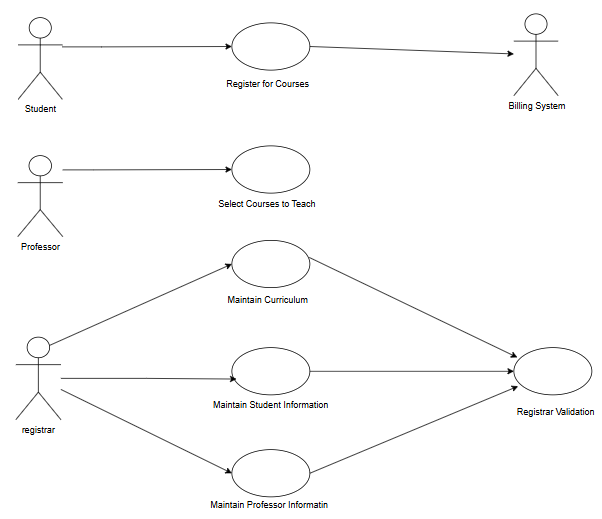 Register for Courses
Student
Billing System
Select Courses to Teach
Professor
Maintain Curriculum
Maintain Student Information
Registrar Validation
registrar
Maintain Professor Informatin